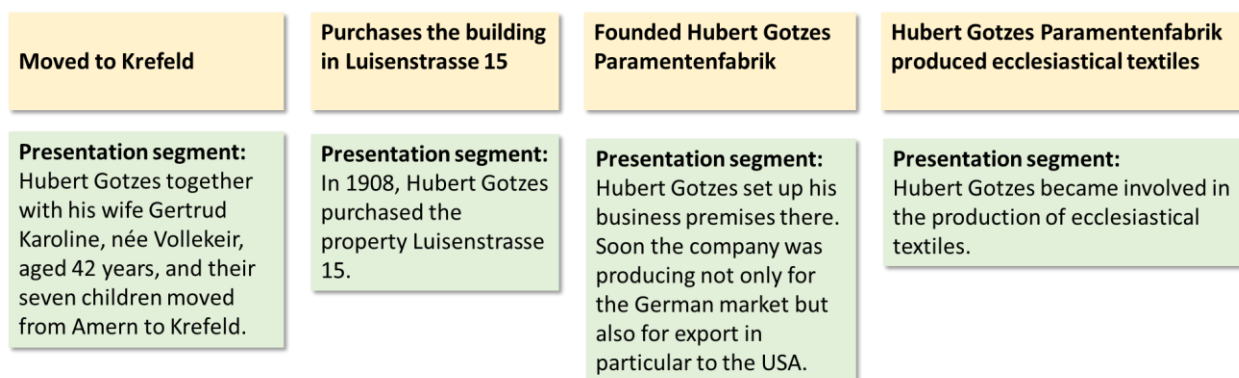 Moved to Krefeld
Presentation segment:
Hubert Gotzes together
with his wife Gertrud
Karoline, née Vollekeir,
aged 42 years, and their
seven children moved
from Amern to Krefeld.
Purchases the building
in Luisenstrasse 15
Presentation segment:
In 1908, Hubert Gotzes
purchased the
property Luisenstrasse
15.
Founded Hubert Gotzes
Paramentenfabrik
Presentation segment:
Hubert Gotzes set up his
business premises there.
Soon the company was
producing not only for
the German market but
also for export in
particular to the USA.
Hubert Gotzes Paramentenfabrik
produced ecclesiastical textiles
Presentation segment:
Hubert Gotzes became involved in
the production of ecclesiastical
textiles.